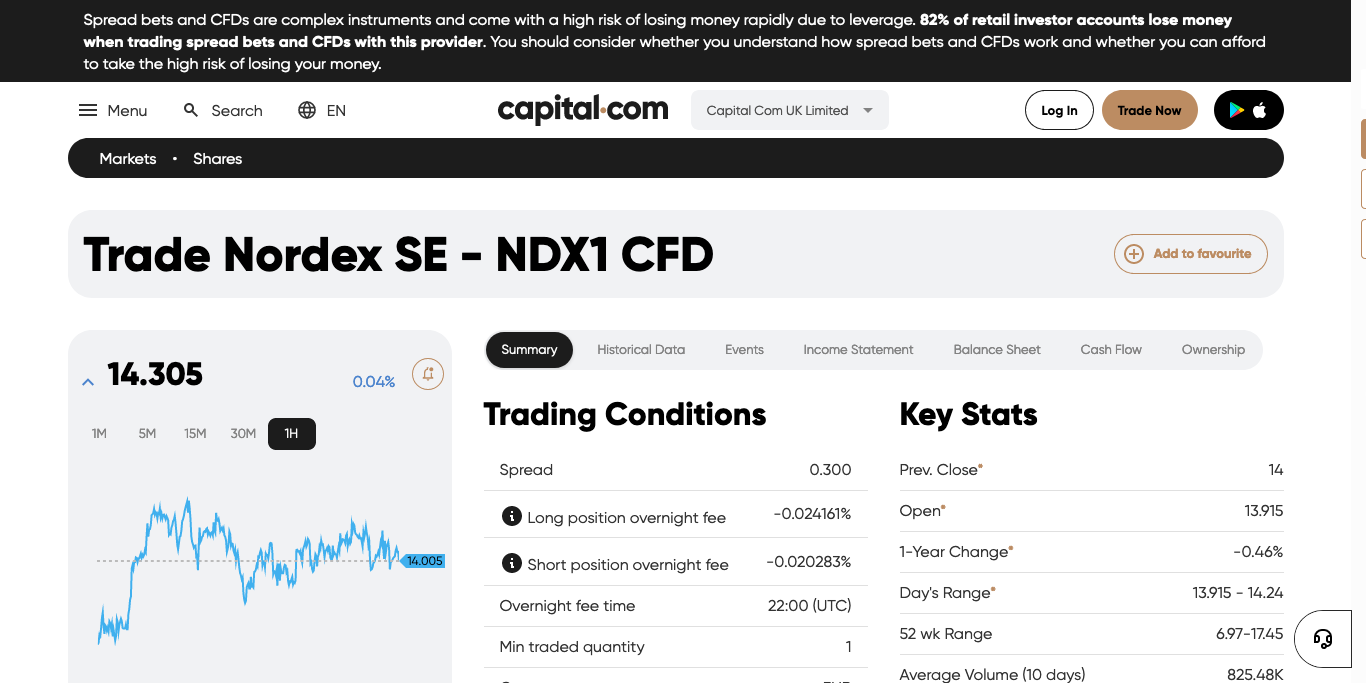 Spread bets and CFDs are complex instruments and come with a high risk of losing money rapidly due to leverage. 82% of retail investor accounts lose money
when trading spread bets and CFDs with this provider. You should consider whether you understand how spread bets and CFDs work and whether you can afford
to take the high risk of losing your money.
Menu Search EN capital.com Capital Com UK Limited Log In Trade Now
Markets • Shares
Trade Nordex SE - NDX1 CFD
Add to favourite
14.305
0.04%
1M 5M 15M 30M 1H
14.005
Summary Historical Data Events Income Statement Balance Sheet Cash Flow Ownership
Trading Conditions
Spread 0.300
Long position overnight fee -0.024161%
Short position overnight fee -0.020283%
Overnight fee time 22:00 (UTC)
Min traded quantity 1
Key Stats
Prev. Close* 14
Open* 13.915
1-Year Change* -0.46%
Day's Range* 13.915 - 14.24
52 wk Range 6.97-17.45
Average Volume (10 days) 825.48K